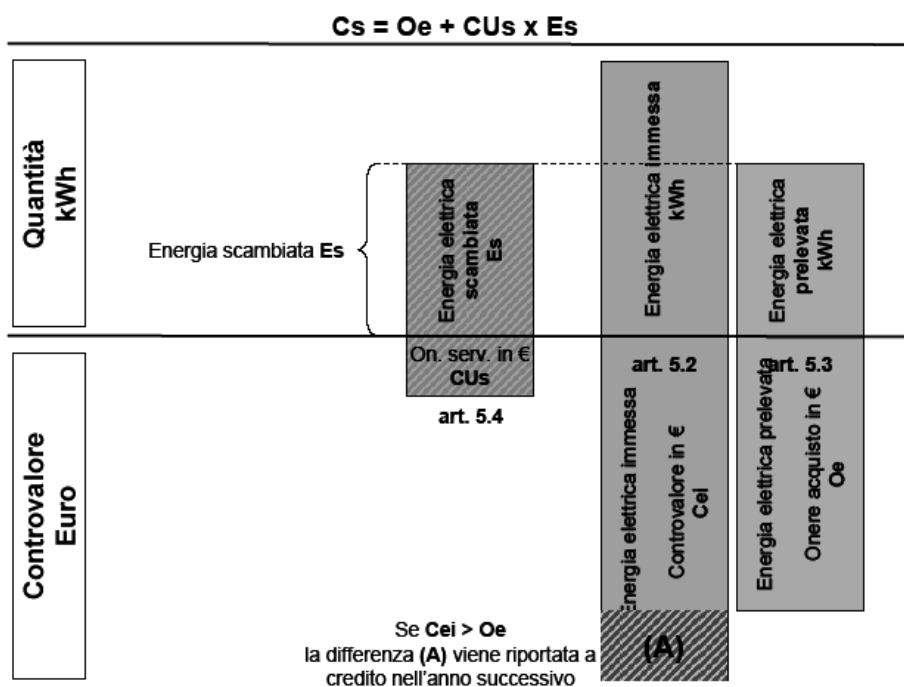 Cs = Oe + CUs x Es
Quantità
kWh
Energia scambiata Es
Energia elettrica
scambiata
Es
Energia elettrica immessa
kWh
Energia elettrica
prelevata
kWh
Controvalore
Euro
On. serv. in €
CUs
art. 5.4
art. 5.2
Energia elettrica immessa
Controvalore in €
Cei
art. 5.3
Energia elettrica prelevata
Onere acquisto in €
Oe
(A)
Se Cei > Oe
la differenza (A) viene riportata a
credito nell'anno successivo